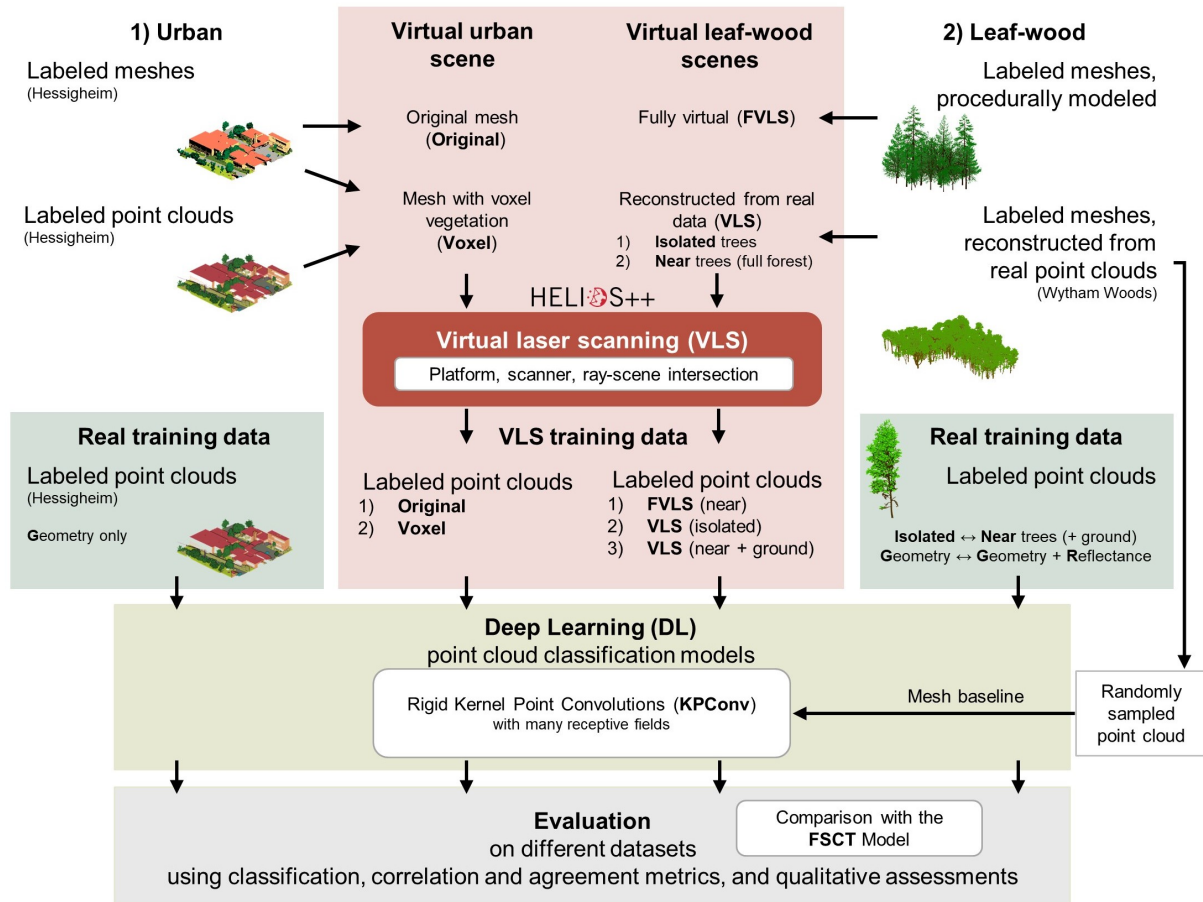 1) Urban
Labeled meshes
(Hessigheim)
Labeled point clouds
(Hessigheim)
Virtual urban
scene
Original mesh
(Original)
Mesh with voxel
vegetation
(Voxel)
Virtual leaf-wood
scenes
Fully virtual (FVLS)
Reconstructed from real
data (VLS)
1) Isolated trees
2) Near trees (full forest)
2) Leaf-wood
Labeled meshes,
procedurally modeled
Labeled meshes,
reconstructed from
real point clouds
(Wytham Woods)
HELIOS++
Virtual laser scanning (VLS)
Platform, scanner, ray-scene intersection
Real training data
Labeled point clouds
(Hessigheim)
Geometry only
VLS training data
Labeled point clouds
1) Original
2) Voxel
Labeled point clouds
1) FVLS (near)
2) VLS (isolated)
3) VLS (near + ground)
Real training data
Labeled point clouds
Isolated ↔ Near trees (+ ground)
Geometry ↔ Geometry + Reflectance
Deep Learning (DL)
point cloud classification models
Rigid Kernel Point Convolutions (KPConv)
with many receptive fields
Mesh baseline
Randomly
sampled
point cloud
Evaluation
on different datasets
using classification, correlation and agreement metrics, and qualitative assessments
Comparison with the
FSCT Model